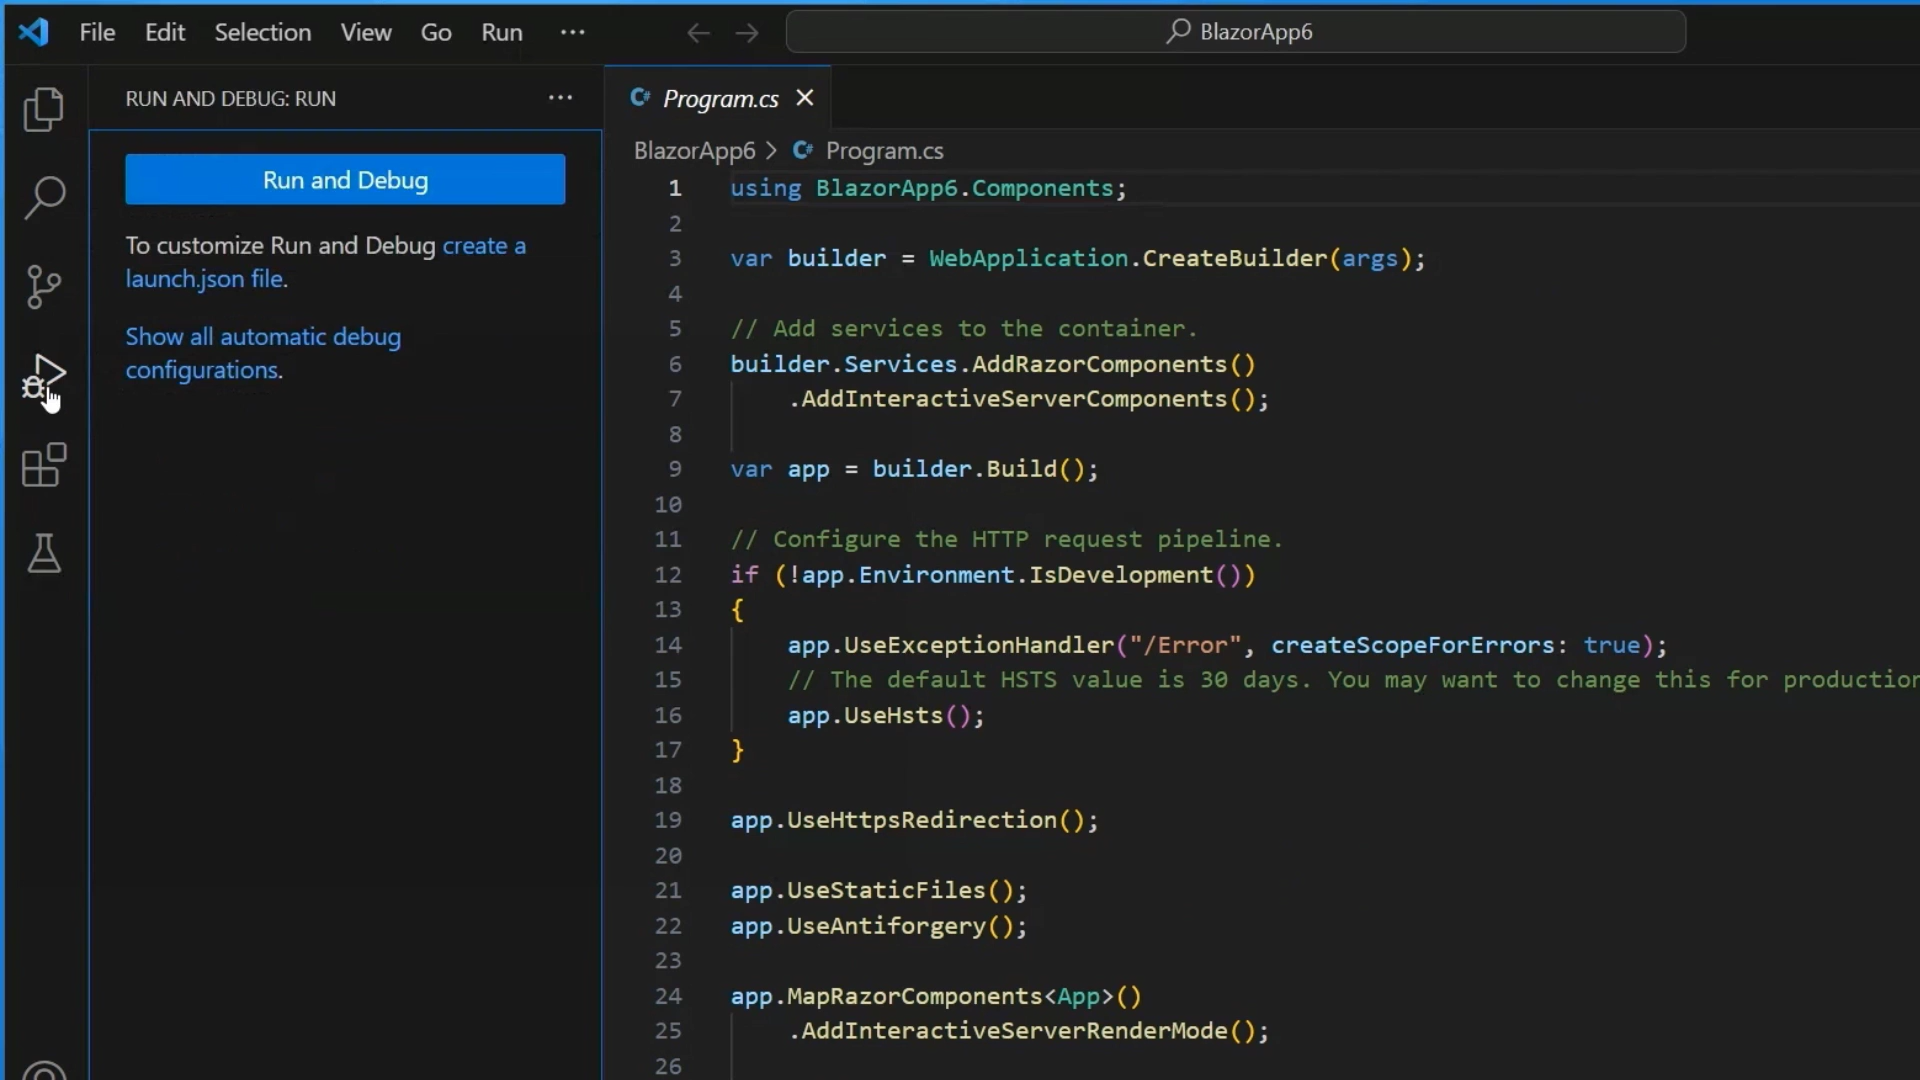 File Edit Selection View Go Run ··· BlazorApp6
RUN AND DEBUG: RUN ···
Run and Debug
To customize Run and Debug create a
launch.json file.
Show all automatic debug
configurations.
C# Program.cs
BlazorApp6 > C# Program.cs
1 using BlazorApp6.Components;
2
3 var builder = WebApplication.CreateBuilder(args);
4
5 // Add services to the container.
6 builder.Services.AddRazorComponents()
7 .AddInteractiveServerComponents();
8
9 var app = builder.Build();
10
11 // Configure the HTTP request pipeline.
12 if (!app.Environment.IsDevelopment())
13 {
14 app.UseExceptionHandler("/Error", createScopeForErrors: true);
15 // The default HSTS value is 30 days. You may want to change this for production
16 app.UseHsts();
17 }
18
19 app.UseHttpsRedirection();
20
21 app.UseStaticFiles();
22 app.UseAntiforgery();
23
24 app.MapRazorComponents<App>()
25 .AddInteractiveServerRenderMode();
26